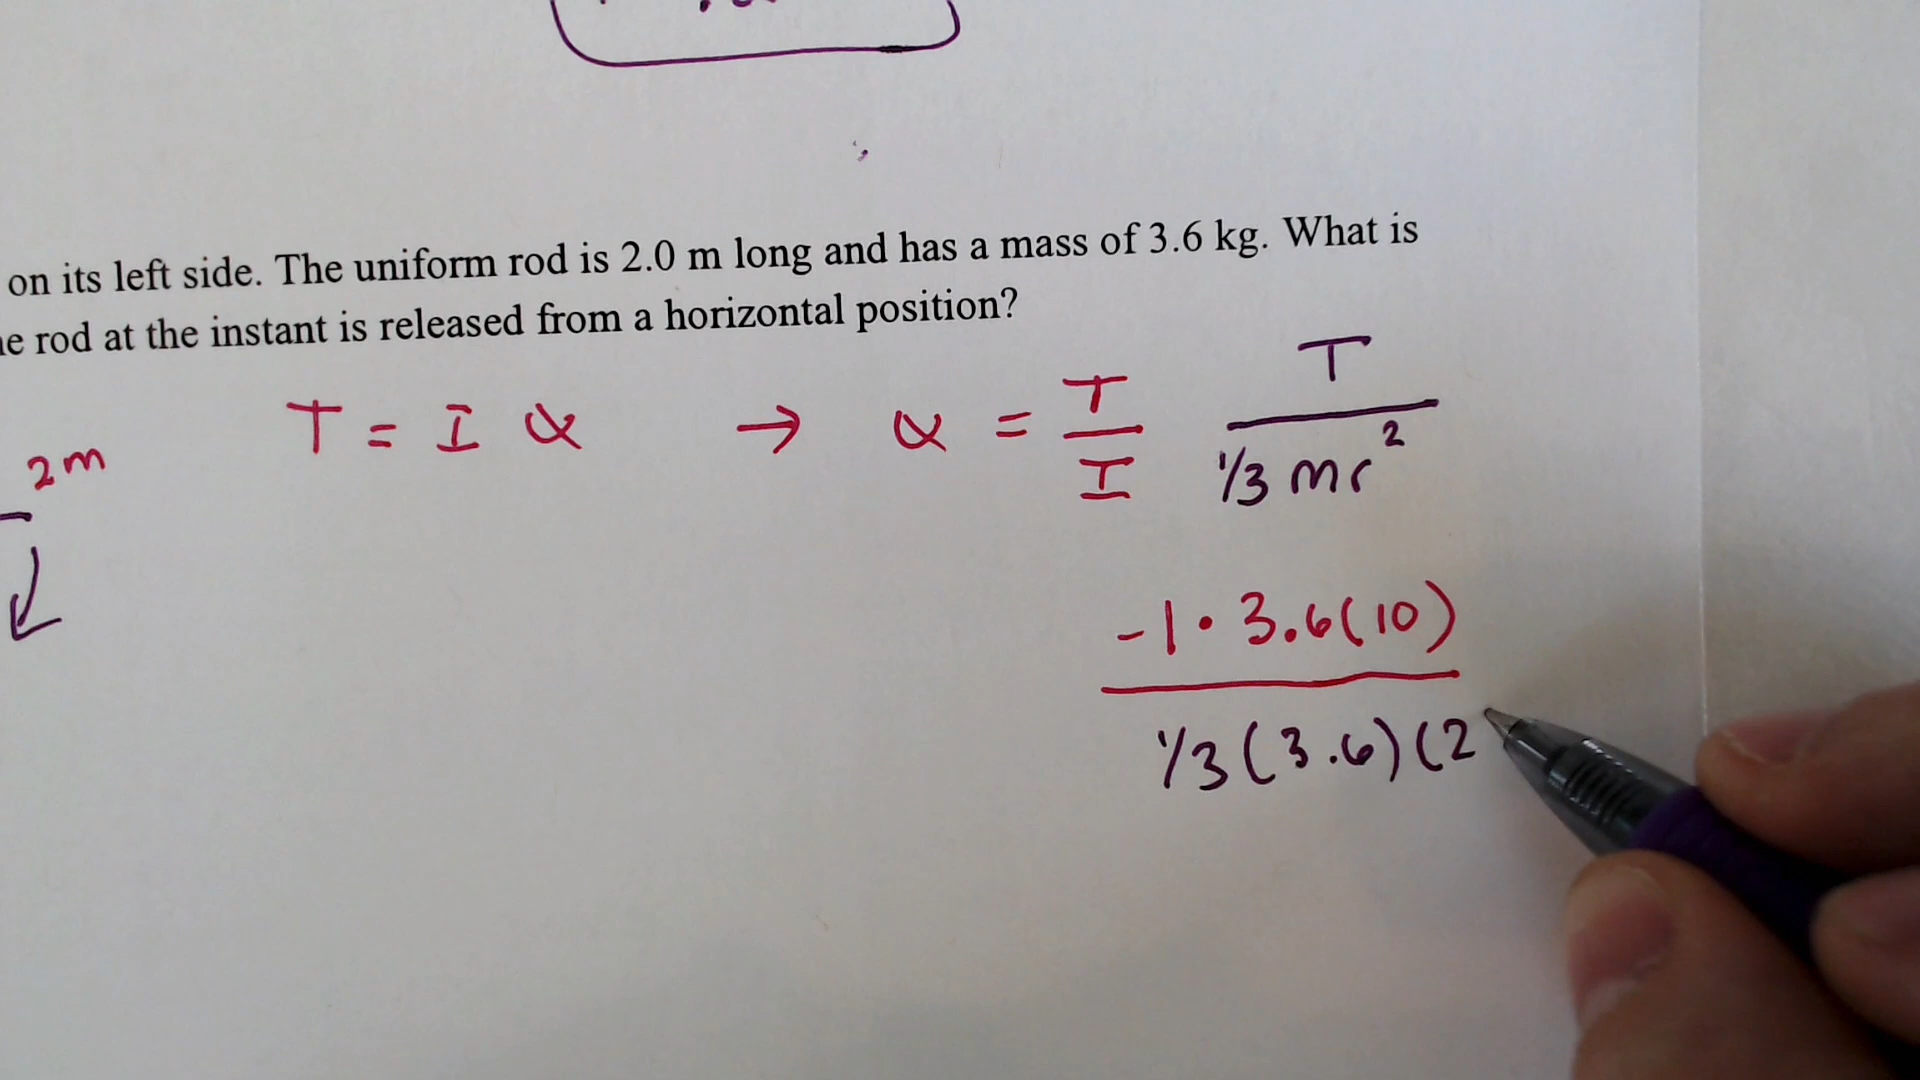 on its left side. The uniform rod is 2.0 m long and has a mass of 3.6 kg. What is
rod at the instant is released from a horizontal position?
T = I α → α = T/I T/(1/3 mr²)
2m
-1 · 3.6(10)
1/3(3.6)(2